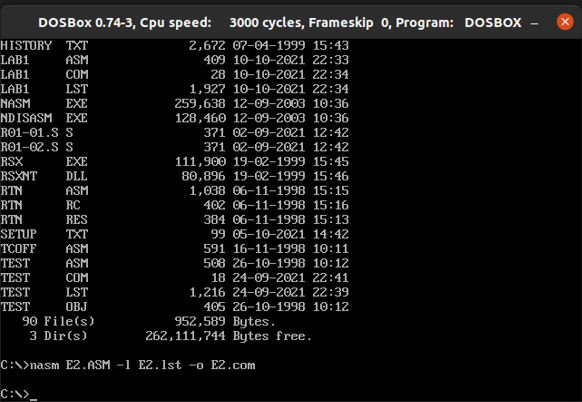 DOSBox 0.74-3, Cpu speed: 3000 cycles, Frameskip 0, Program: DOSBOX
HISTORY TXT 2,672 07-04-1999 15:43
LAB1 ASM 409 10-10-2021 22:33
LAB1 COM 28 10-10-2021 22:34
LAB1 LST 1,927 10-10-2021 22:34
NASM EXE 259,638 12-09-2003 10:36
NDISASM EXE 128,460 12-09-2003 10:36
R01-01.S S 371 02-09-2021 12:42
R01-02.S S 371 02-09-2021 12:42
RSX EXE 111,900 19-02-1999 15:45
RSXNT DLL 80,896 19-02-1999 15:46
RTN ASM 1,038 06-11-1998 15:15
RTN RC 402 06-11-1998 15:16
RTN RES 384 06-11-1998 15:13
SETUP TXT 99 05-10-2021 14:42
TCOFF ASM 591 16-11-1998 10:11
TEST ASM 508 26-10-1998 10:12
TEST COM 18 24-09-2021 22:41
TEST LST 1,216 24-09-2021 22:39
TEST OBJ 405 26-10-1998 10:12
90 File(s) 952,589 Bytes.
3 Dir(s) 262,111,744 Bytes free.
C:\>nasm E2.ASM -l E2.lst -o E2.com
C:\>_